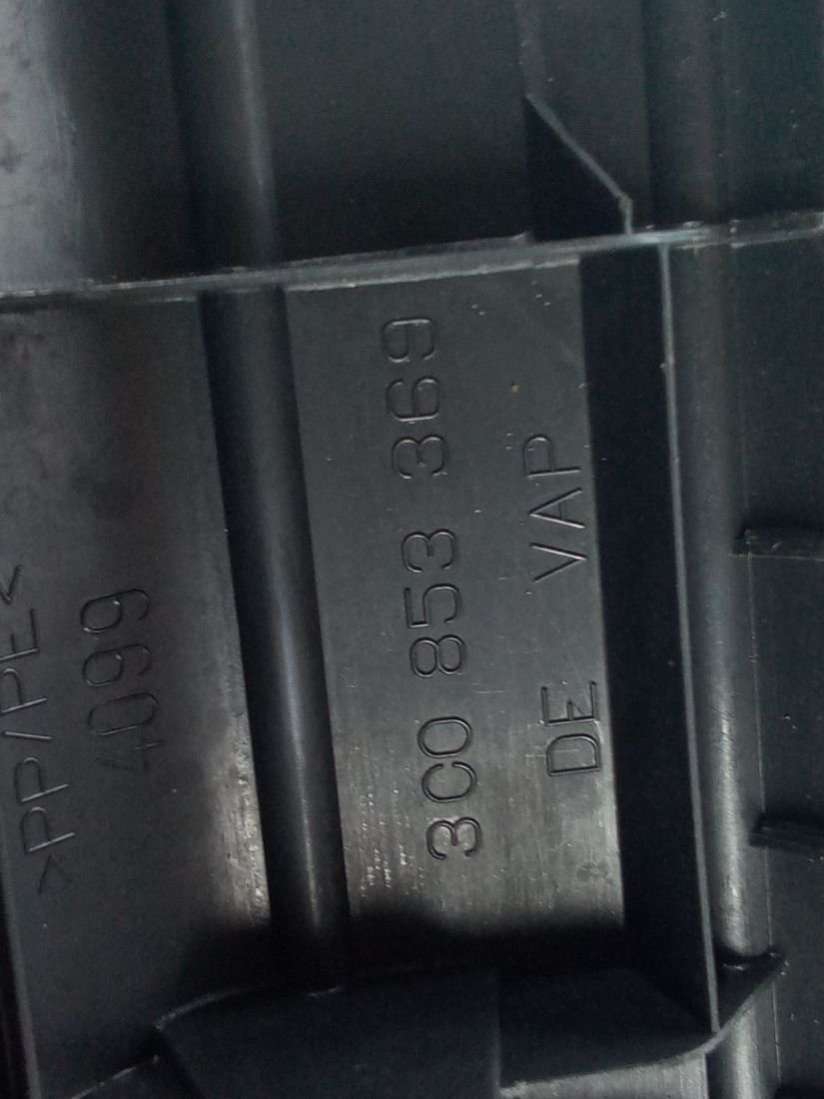 >PP/PE<
4099
3C0 853 369
DE VAP